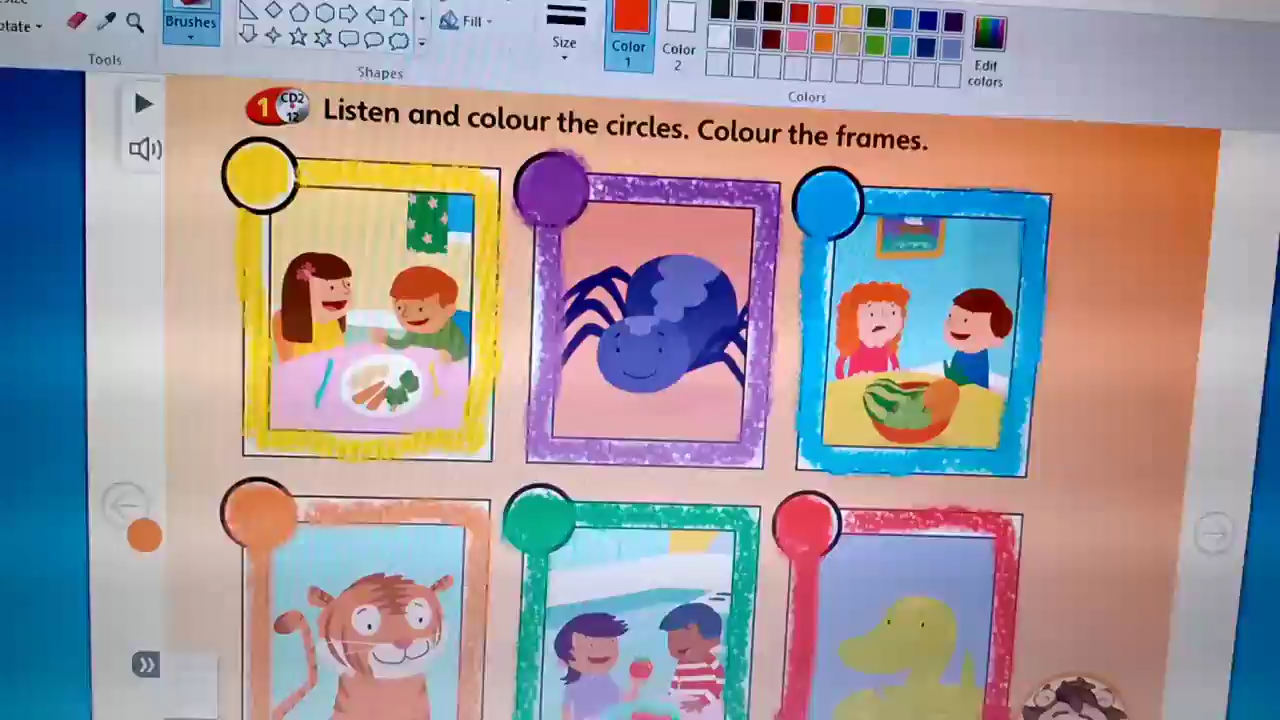 Brushes
Fill
Size
Color
1
Color
2
Edit
colors
Tools
Shapes
Colors
1 CD2
12
Listen and colour the circles. Colour the frames.